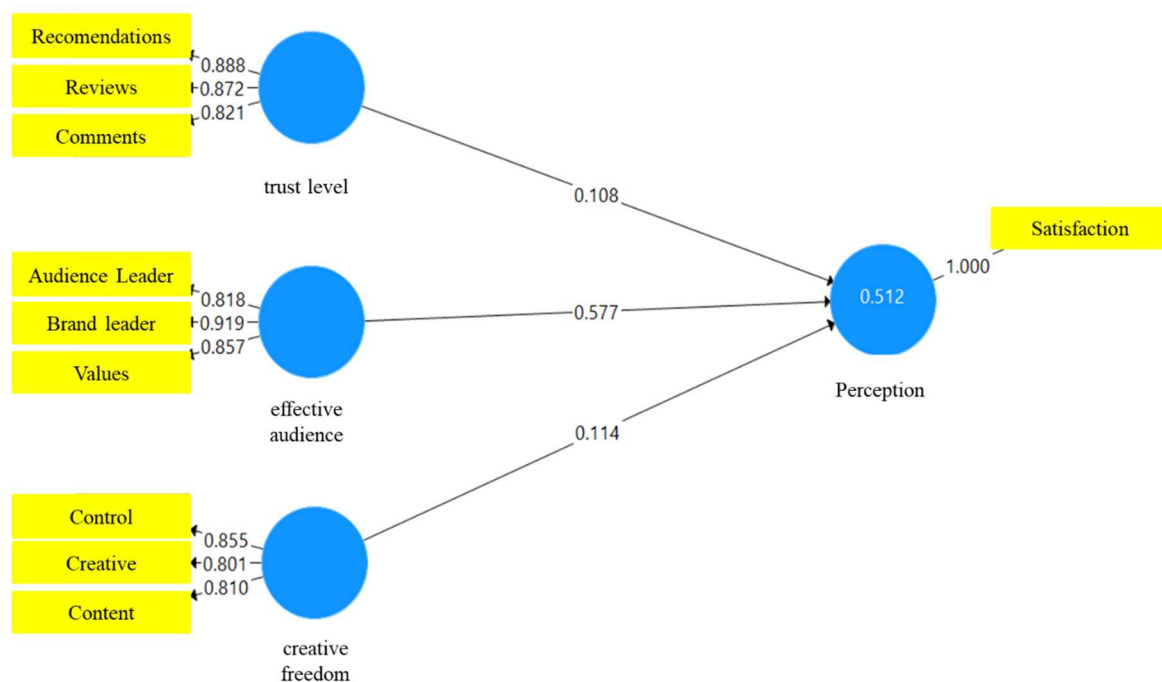 Recomendations
0.888
Reviews
0.872
Comments
0.821
trust level
0.108
Satisfaction
1.000
Audience Leader
0.818
Brand leader
0.919
Values
0.857
effective
audience
0.577
0.512
Perception
0.114
Control
0.855
Creative
0.801
Content
0.810
creative
freedom